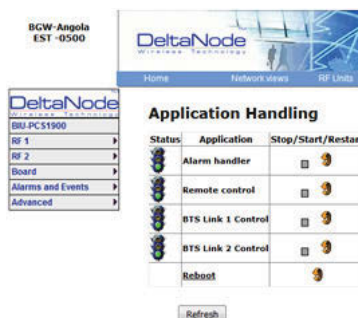 BGW-Angola
EST -0500
DeltaNode
Wireless Technology
Home Network views RF Units
DeltaNode
Wireless Technology
BIU-PCS1900
RF 1
RF 2
Board
Alarms and Events
Advanced
Application Handling
Status Application Stop/Start/Restar
Alarm handler
Remote control
BTS Link 1 Control
BTS Link 2 Control
Reboot
Refresh